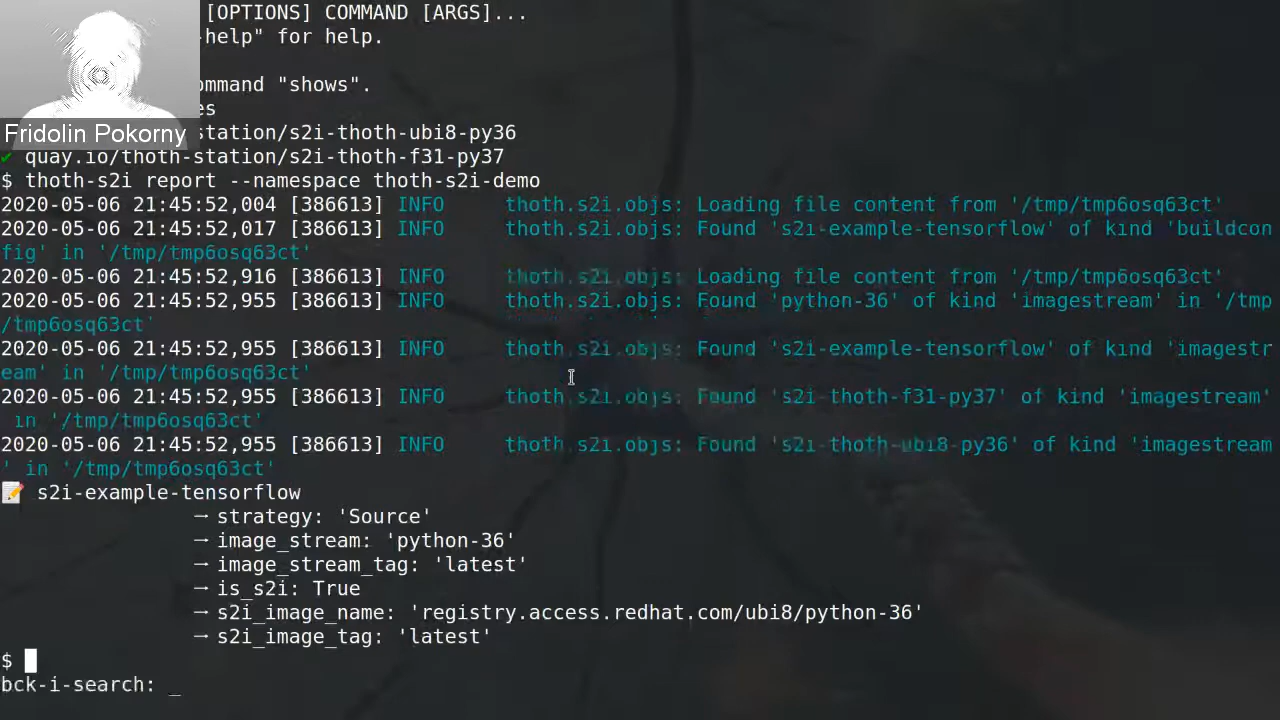 [OPTIONS] COMMAND [ARGS]...
-help" for help.
ommand "shows".
es
Fridolin Pokorny
station/s2i-thoth-ubi8-py36
✔ quay.io/thoth-station/s2i-thoth-f31-py37
$ thoth-s2i report --namespace thoth-s2i-demo
2020-05-06 21:45:52,004 [386613] INFO     thoth.s2i.objs: Loading file content from '/tmp/tmp6osq63ct'
2020-05-06 21:45:52,017 [386613] INFO     thoth.s2i.objs: Found 's2i-example-tensorflow' of kind 'buildcon
fig' in '/tmp/tmp6osq63ct'
2020-05-06 21:45:52,916 [386613] INFO     thoth.s2i.objs: Loading file content from '/tmp/tmp6osq63ct'
2020-05-06 21:45:52,955 [386613] INFO     thoth.s2i.objs: Found 'python-36' of kind 'imagestream' in '/tmp
/tmp6osq63ct'
2020-05-06 21:45:52,955 [386613] INFO     thoth.s2i.objs: Found 's2i-example-tensorflow' of kind 'imagestr
eam' in '/tmp/tmp6osq63ct'
2020-05-06 21:45:52,955 [386613] INFO     thoth.s2i.objs: Found 's2i-thoth-f31-py37' of kind 'imagestream'
 in '/tmp/tmp6osq63ct'
2020-05-06 21:45:52,955 [386613] INFO     thoth.s2i.objs: Found 's2i-thoth-ubi8-py36' of kind 'imagestream
' in '/tmp/tmp6osq63ct'
📝 s2i-example-tensorflow
→ strategy: 'Source'
→ image_stream: 'python-36'
→ image_stream_tag: 'latest'
→ is_s2i: True
→ s2i_image_name: 'registry.access.redhat.com/ubi8/python-36'
→ s2i_image_tag: 'latest'
$
bck-i-search: _